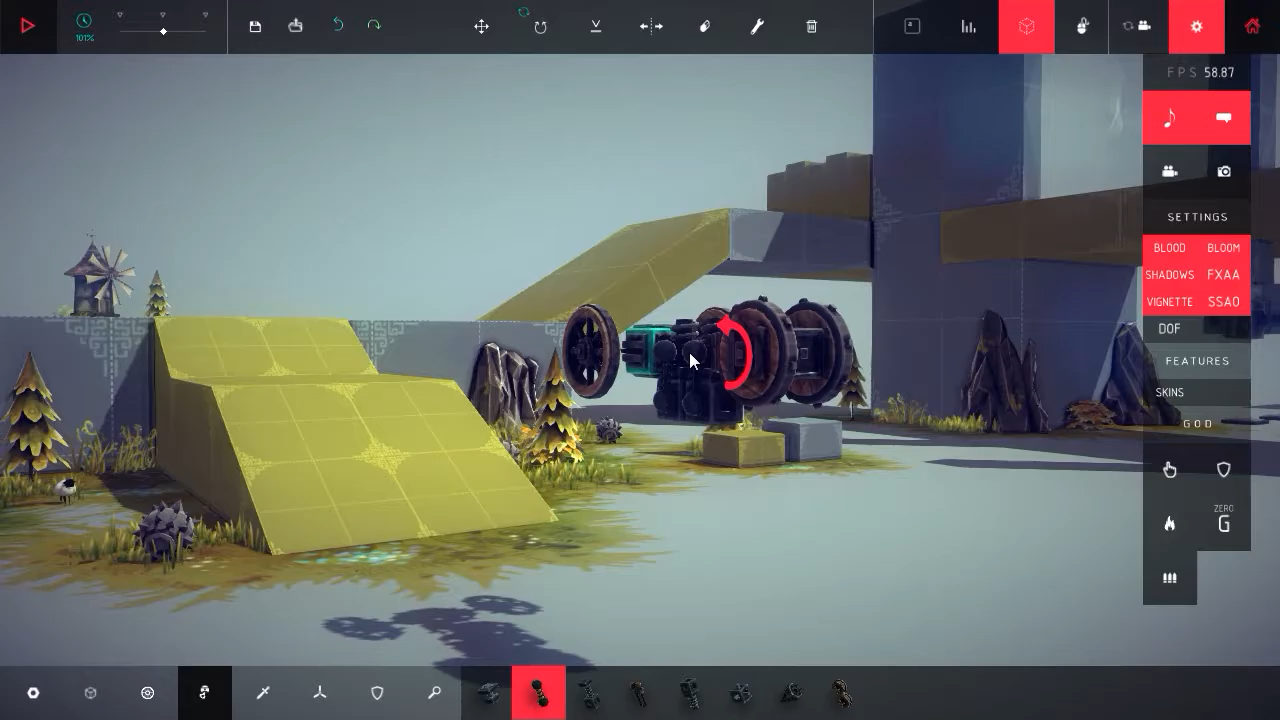 101%
FPS 58.87
SETTINGS
BLOOD BLOOM
SHADOWS FXAA
VIGNETTE SSAO
DOF
FEATURES
SKINS
GOD
ZERO
G